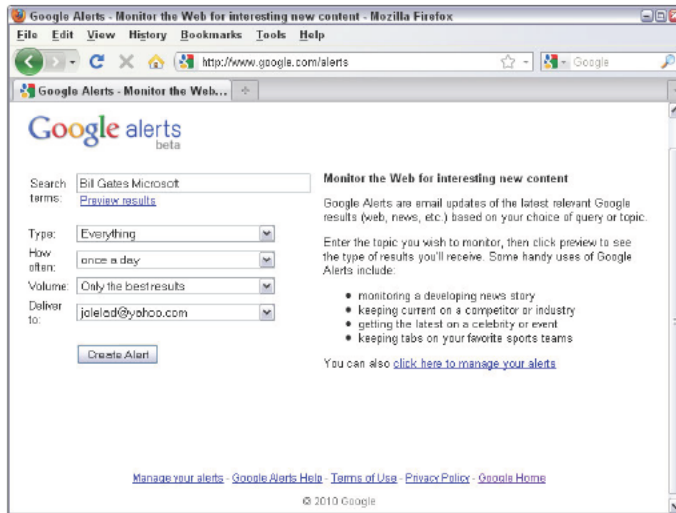 Google Alerts - Monitor the Web for interesting new content - Mozilla Firefox
File Edit View History Bookmarks Tools Help
http://www.google.com/alerts
Google
Google Alerts - Monitor the Web...
Google alerts
beta
Search terms:
Bill Gates Microsoft
Preview results
Type:
Everything
How often:
once a day
Volume:
Only the best results
Deliver to:
jolelad@yahoo.com
Create Alert
Monitor the Web for interesting new content
Google Alerts are email updates of the latest relevant Google
results (web, news, etc.) based on your choice of query or topic.
Enter the topic you wish to monitor, then click preview to see
the type of results you'll receive. Some handy uses of Google
Alerts include:
• monitoring a developing news story
• keeping current on a competitor or industry
• getting the latest on a celebrity or event
• keeping tabs on your favorite sports teams
You can also click here to manage your alerts
Manage your alerts - Google Alerts Help - Terms of Use - Privacy Policy - Google Home
© 2010 Google